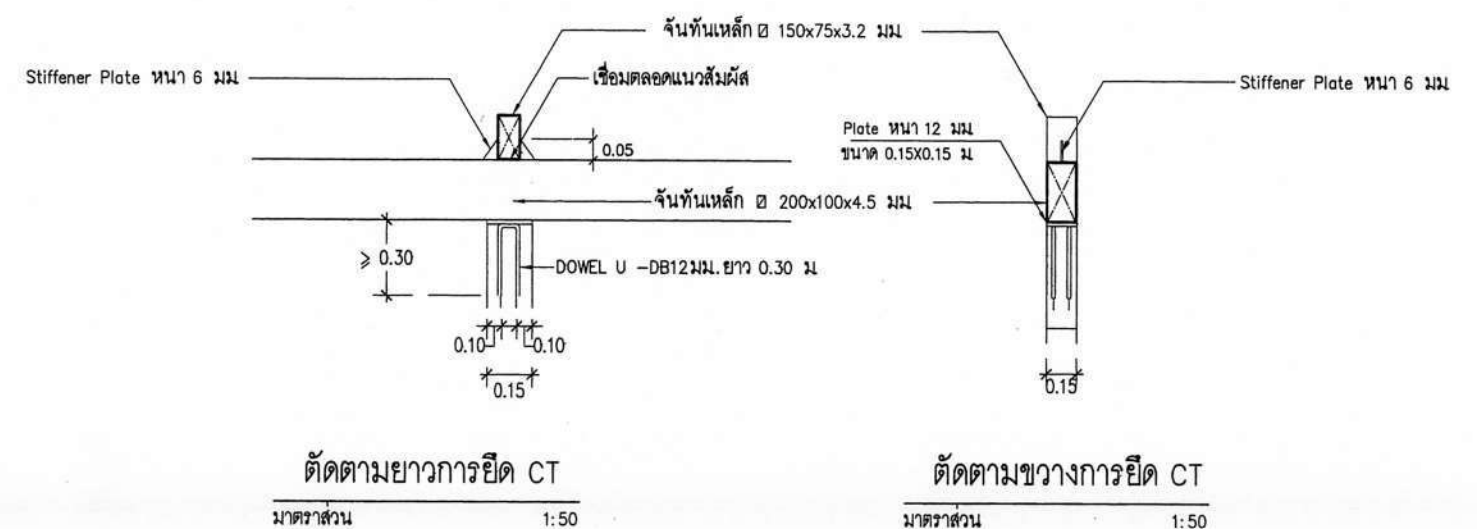 จันทันเหล็ก ⧄ 150x75x3.2 มม.
Stiffener Plate หนา 6 มม.
เชื่อมตลอดแนวสัมผัส
Stiffener Plate หนา 6 มม.
Plate หนา 12 มม.
ขนาด 0.15X0.15 ม.
0.05
จันทันเหล็ก ⧄ 200x100x4.5 มม.
⩾ 0.30
DOWEL U -DB12มม.ยาว 0.30 ม.
0.10
0.10
0.15
0.15
ตัดตามยาวการยึด CT
มาตราส่วน 1:50
ตัดตามขวางการยึด CT
มาตราส่วน 1:50